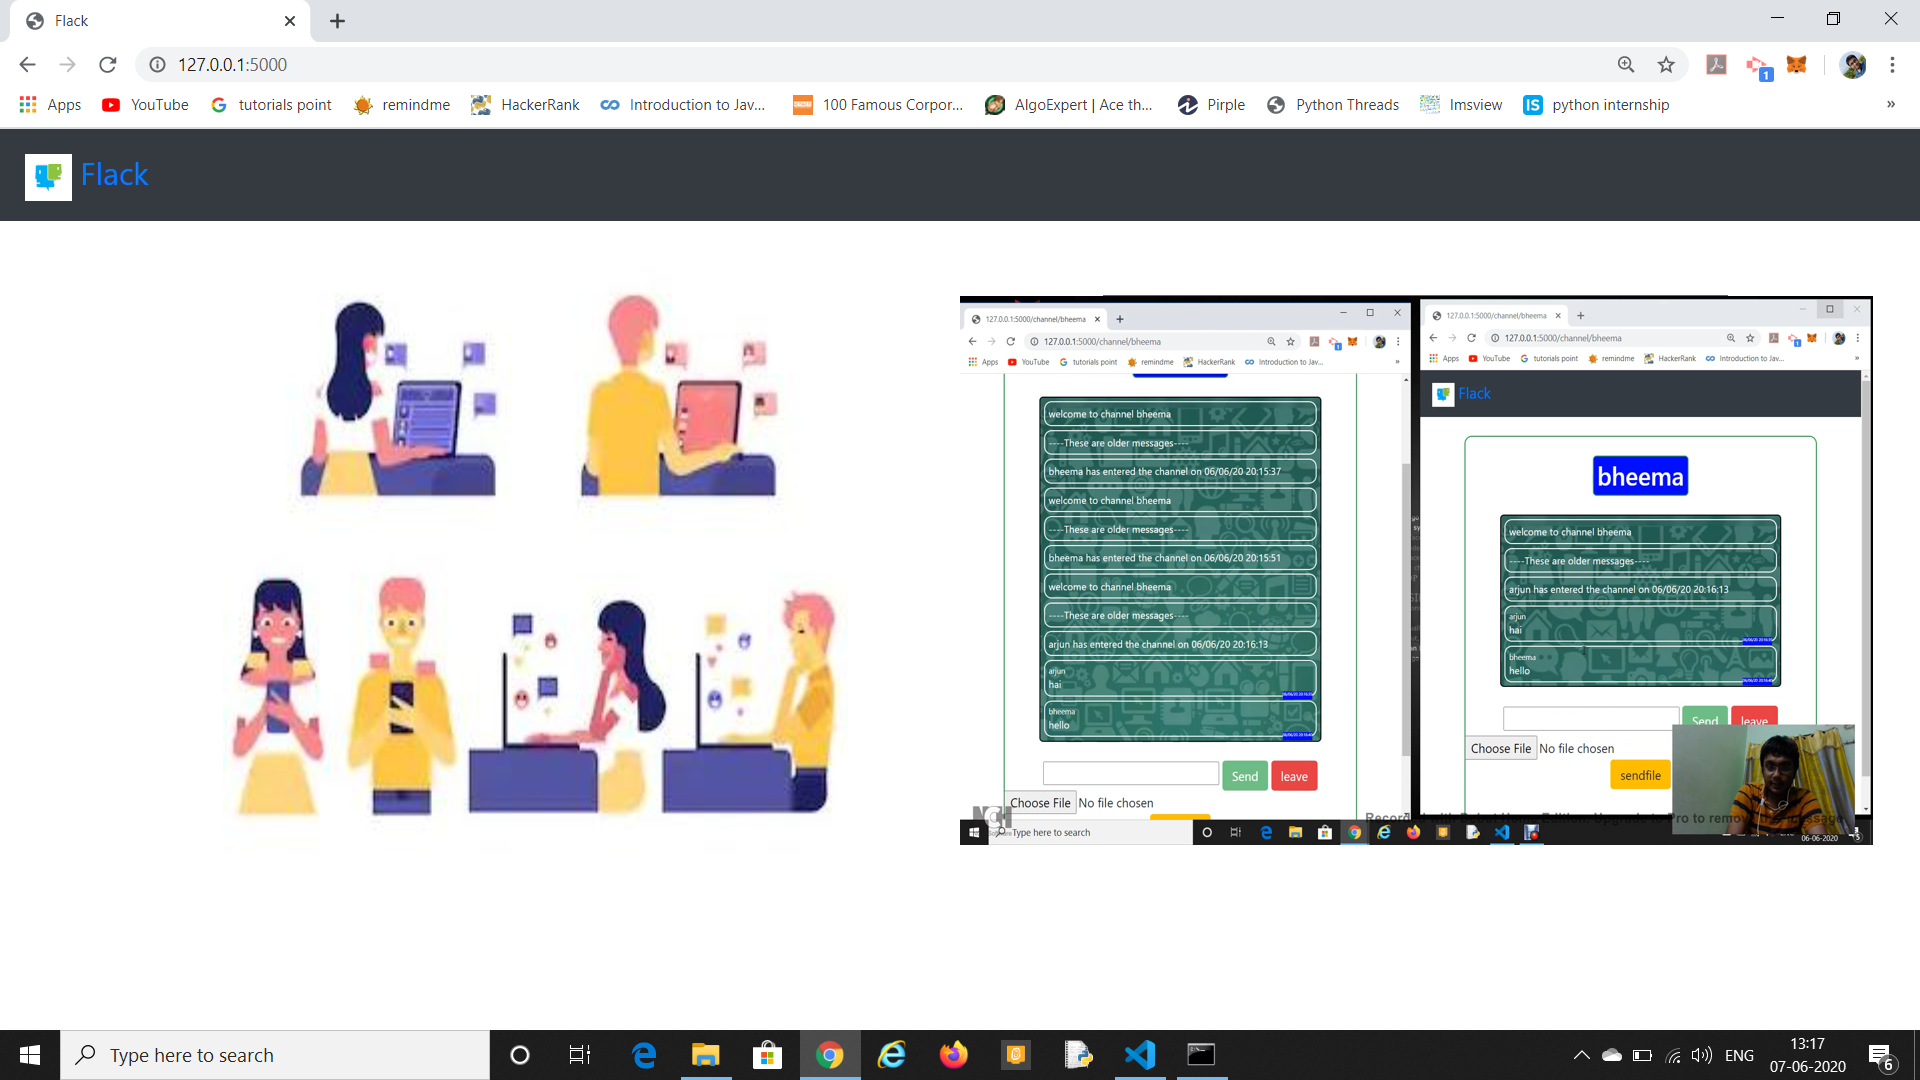 Flack
127.0.0.1:5000
Apps YouTube tutorials point remindme HackerRank Introduction to Jav... 100 Famous Corpor... AlgoExpert | Ace th... Pirple Python Threads lmsview IS python internship »
1
Flack
127.0.0.1:5000/channel/bheema
127.0.0.1:5000/channel/bheema
Apps YouTube tutorials point remindme HackerRank Introduction to Jav... »
welcome to channel bheema
----These are older messages----
bheema has entered the channel on 06/06/20 20:15:37
welcome to channel bheema
----These are older messages----
bheema has entered the channel on 06/06/20 20:15:51
welcome to channel bheema
----These are older messages----
arjun has entered the channel on 06/06/20 20:16:13
arjun
hai
bheema
hello
Send leave
Choose File No file chosen
Type here to search
127.0.0.1:5000/channel/bheema
127.0.0.1:5000/channel/bheema
Apps YouTube tutorials point remindme HackerRank Introduction to Jav... »
Flack
bheema
welcome to channel bheema
----These are older messages----
arjun has entered the channel on 06/06/20 20:16:13
arjun
hai
bheema
hello
Send leave
Choose File No file chosen
sendfile
06-06-2020
Type here to search
ENG
13:17
07-06-2020
6